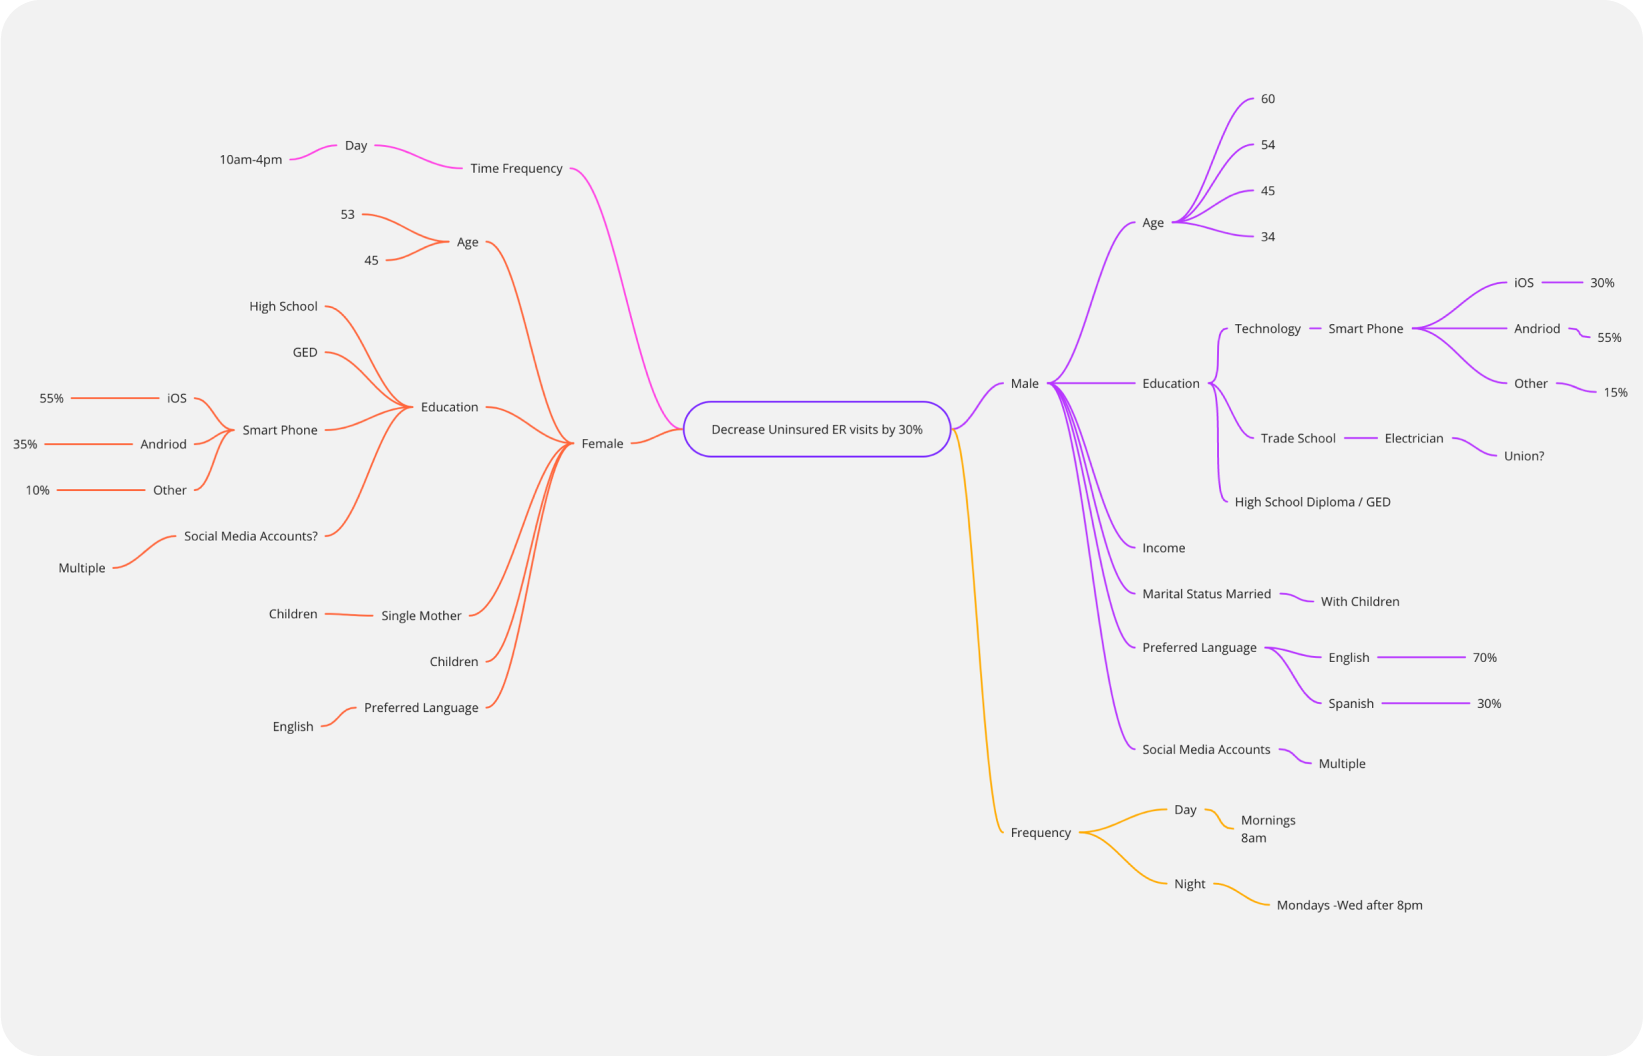 Decrease Uninsured ER visits by 30%
Time Frequency
Day
10am-4pm
Female
Age
53
45
Education
High School
GED
Smart Phone
iOS
55%
Andriod
35%
Other
10%
Social Media Accounts?
Multiple
Single Mother
Children
Children
Preferred Language
English
Male
Age
60
54
45
34
Education
Technology
Smart Phone
iOS
30%
Andriod
55%
Other
15%
Trade School
Electrician
Union?
High School Diploma / GED
Income
Marital Status Married
With Children
Preferred Language
English
70%
Spanish
30%
Social Media Accounts
Multiple
Frequency
Day
Mornings
8am
Night
Mondays -Wed after 8pm